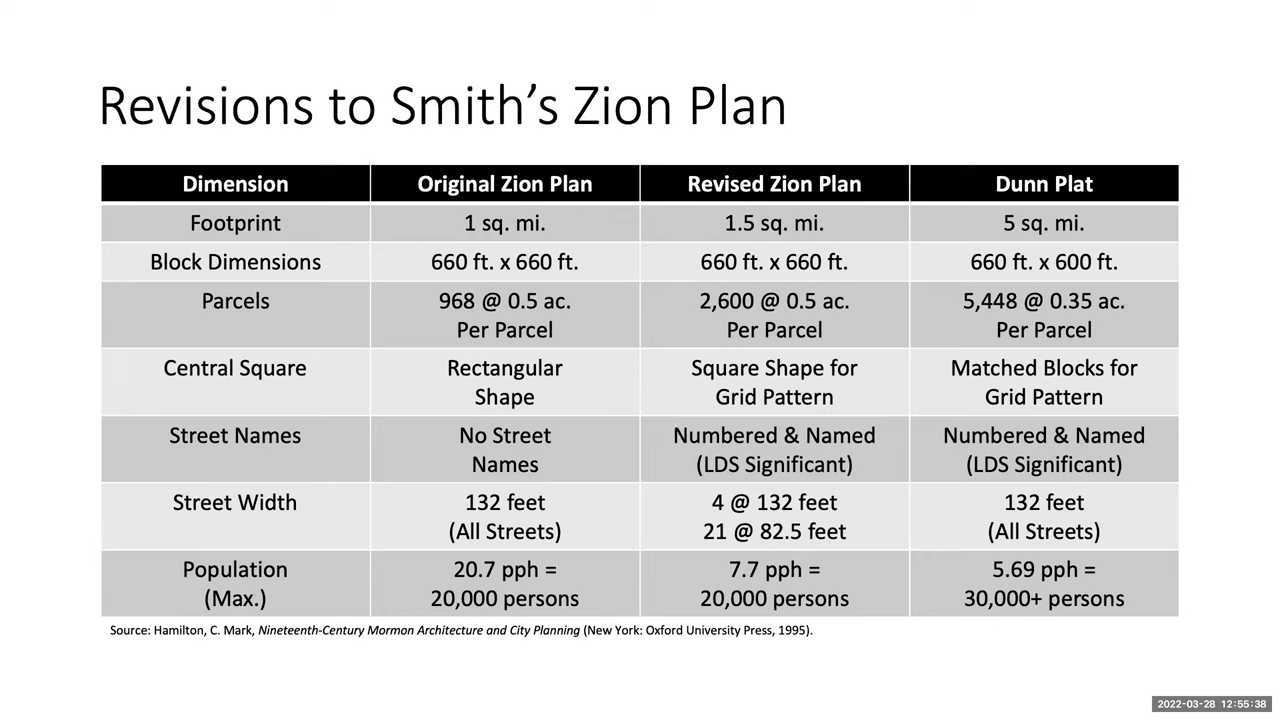 Revisions to Smith’s Zion Plan
Dimension Original Zion Plan Revised Zion Plan Dunn Plat
Footprint 1 sq. mi. 1.5 sq. mi. 5 sq. mi.
Block Dimensions 660 ft. x 660 ft. 660 ft. x 660 ft. 660 ft. x 600 ft.
Parcels 968 @ 0.5 ac. 2,600 @ 0.5 ac. 5,448 @ 0.35 ac.
Per Parcel Per Parcel Per Parcel
Central Square Rectangular Square Shape for Matched Blocks for
Shape Grid Pattern Grid Pattern
Street Names No Street Numbered & Named Numbered & Named
Names (LDS Significant) (LDS Significant)
Street Width 132 feet 4 @ 132 feet 132 feet
(All Streets) 21 @ 82.5 feet (All Streets)
Population 20.7 pph = 7.7 pph = 5.69 pph =
(Max.) 20,000 persons 20,000 persons 30,000+ persons
Source: Hamilton, C. Mark, Nineteenth-Century Mormon Architecture and City Planning (New York: Oxford University Press, 1995).
2022-03-28 12:55:38